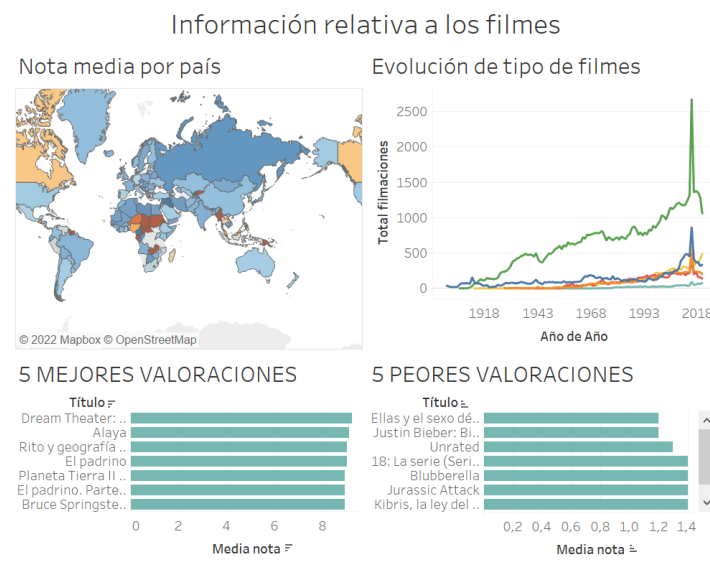 Información relativa a los filmes
Nota media por país
© 2022 Mapbox © OpenStreetMap
Evolución de tipo de filmes
Total filmaciones
2500
2000
1500
1000
500
0
1918
1943
1968
1993
2018
Año de Año
5 MEJORES VALORACIONES
Título
Dream Theater: ..
Alaya
Rito y geografía ..
El padrino
Planeta Tierra II ..
El padrino. Parte..
Bruce Springste..
0 2 4 6 8
Media nota
5 PEORES VALORACIONES
Título
Ellas y el sexo dé..
Justin Bieber: Bi..
Unrated
18: La serie (Seri..
Blubberella
Jurassic Attack
Kibris, la ley del ..
0,2 0,4 0,6 0,8 1,0 1,2 1,4
Media nota